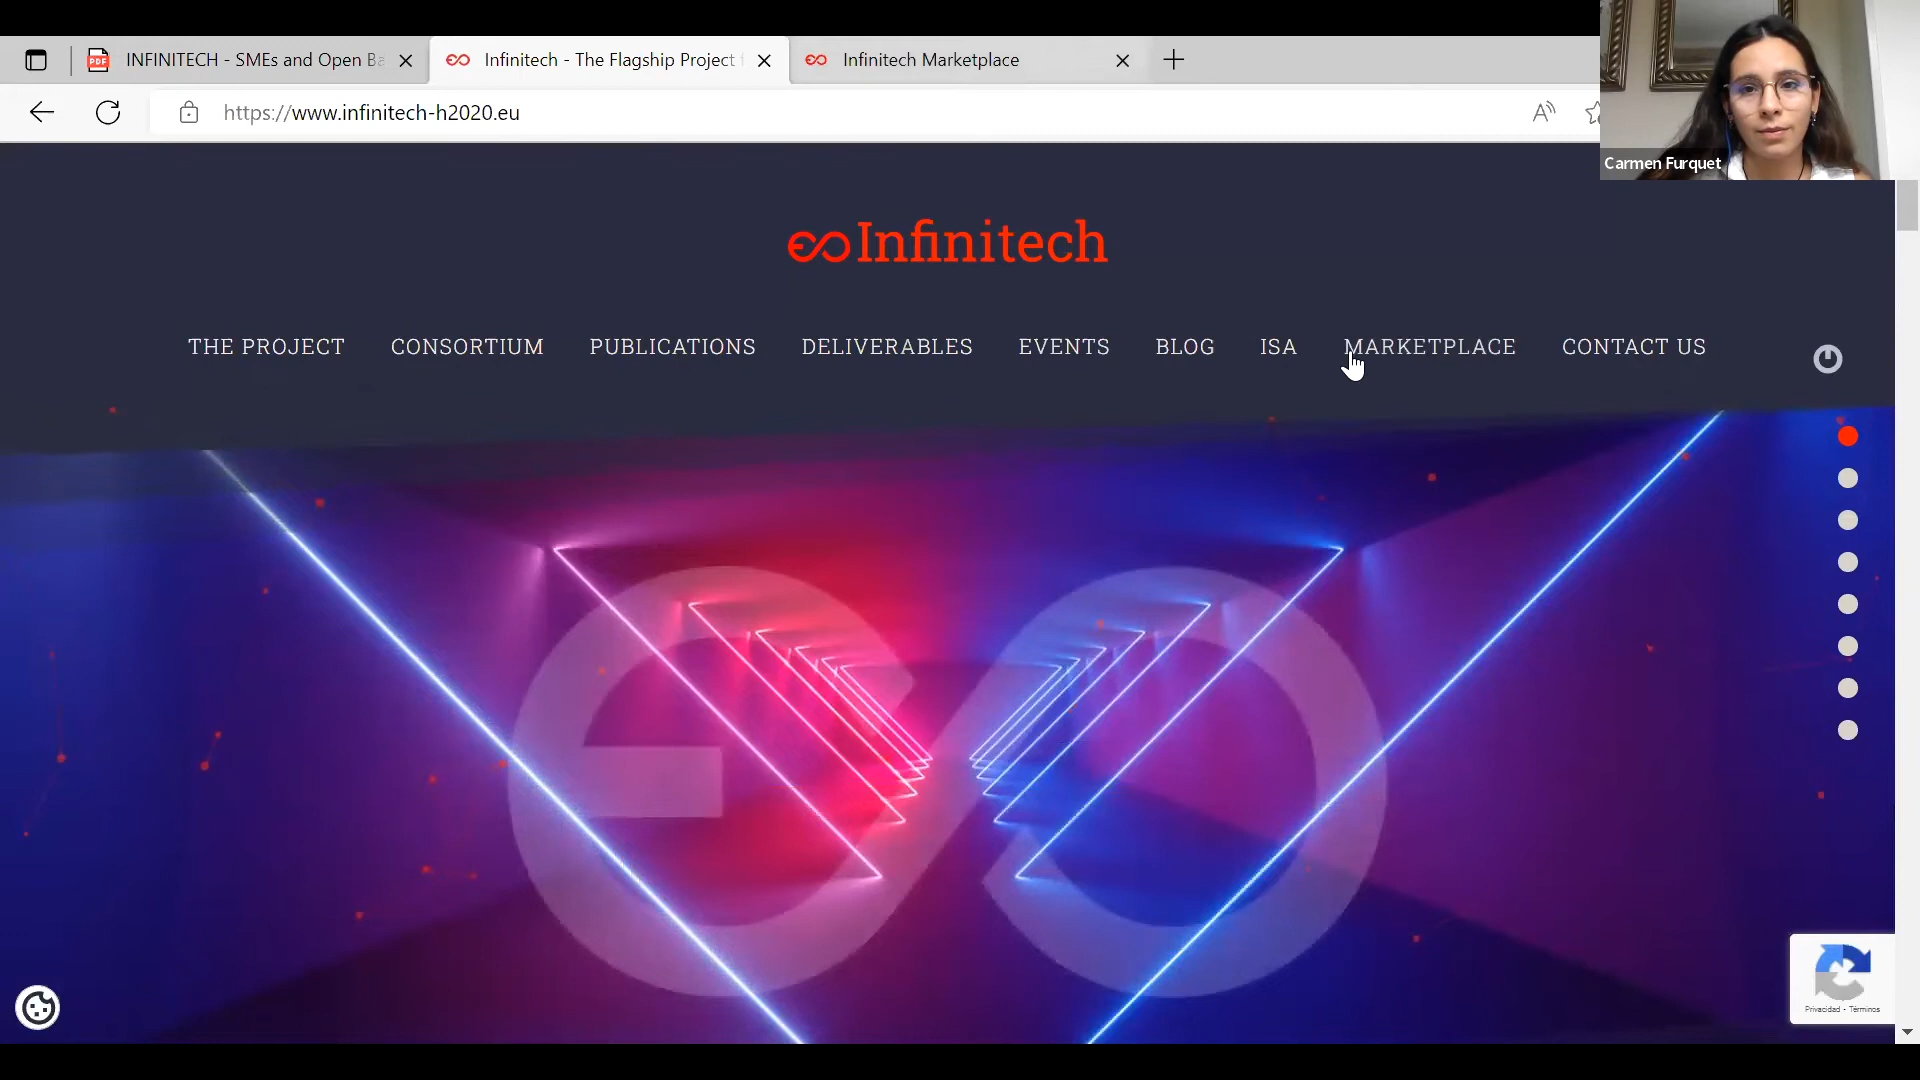 INFINITECH - SMEs and Open Ba
Infinitech - The Flagship Project f
Infinitech Marketplace
https://www.infinitech-h2020.eu
Carmen Furquet
Infinitech
THE PROJECT CONSORTIUM PUBLICATIONS DELIVERABLES EVENTS BLOG ISA MARKETPLACE CONTACT US
Privacidad - Términos